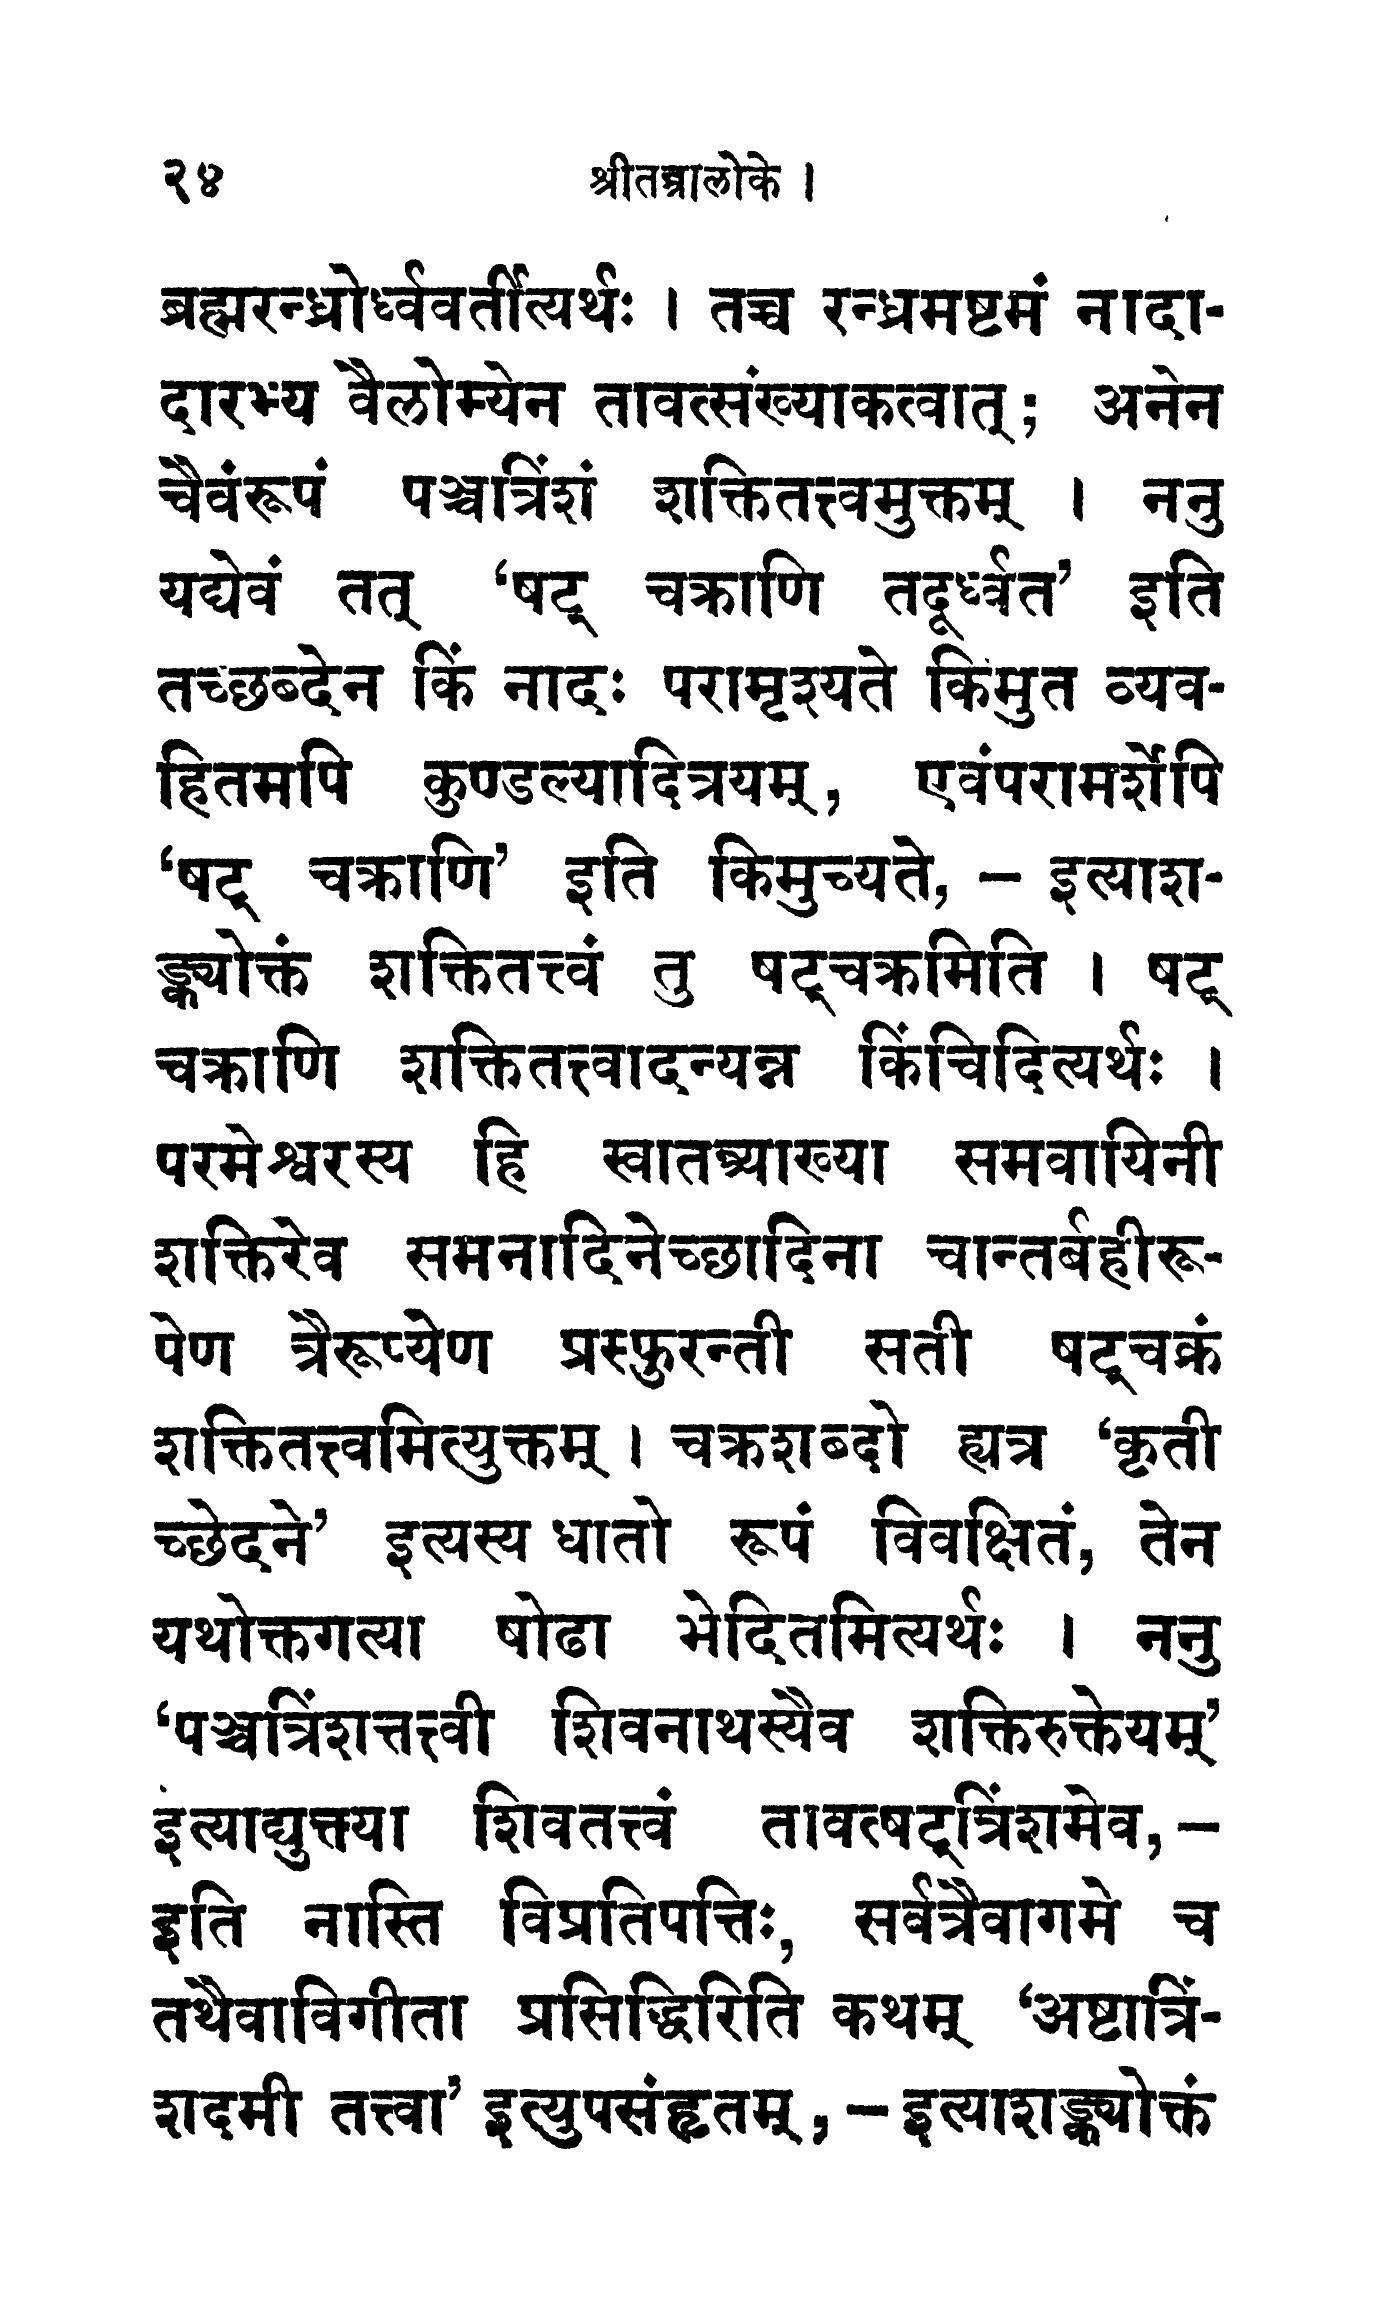 २४ श्रीतन्त्रालोके ।
ब्रह्मरन्ध्रोर्ध्ववर्तीत्यर्थः । तच्च रन्ध्रमष्टमं नादा-
दारभ्य वैलोम्येन तावत्संख्याकत्वात्; अनेन
चैवंरूपं पञ्चत्रिंशं शक्तितत्त्वमुक्तम् । ननु
यद्येवं तत् ‘षट् चक्राणि तदूर्ध्वत’ इति
तच्छब्देन किं नादः परामृश्यते किमुत व्यव-
हितमपि कुण्डल्यादित्रयम्, एवंपरामर्शेपि
‘षट् चक्राणि’ इति किमुच्यते, – इत्याश-
ङ्क्योक्तं शक्तितत्त्वं तु षट्चक्रमिति । षट्
चक्राणि शक्तितत्त्वादन्यन्न किंचिदित्यर्थः ।
परमेश्वरस्य हि स्वातन्त्र्याख्या समवायिनी
शक्तिरेव समनादिनेच्छादिना चान्तर्बहीरू-
पेण त्रैरूप्येण प्रस्फुरन्ती सती षट्चक्रं
शक्तितत्त्वमित्युक्तम् । चक्रशब्दो ह्यत्र ‘कृती
च्छेदने’ इत्यस्य धातो रूपं विवक्षितं, तेन
यथोक्तगत्या षोढा भेदितमित्यर्थः । ननु
‘पञ्चत्रिंशत्तत्त्वी शिवनाथस्यैव शक्तिरुक्तेयम्’
इत्याद्युक्तया शिवतत्त्वं तावत्षट्त्रिंशमेव, –
इति नास्ति विप्रतिपत्तिः, सर्वत्रैवागमे च
तथैवाविगीता प्रसिद्धिरिति कथम् ‘अष्टात्रिं-
शदमी तत्त्वा’ इत्युपसंहृतम्, – इत्याशङ्क्योक्तं